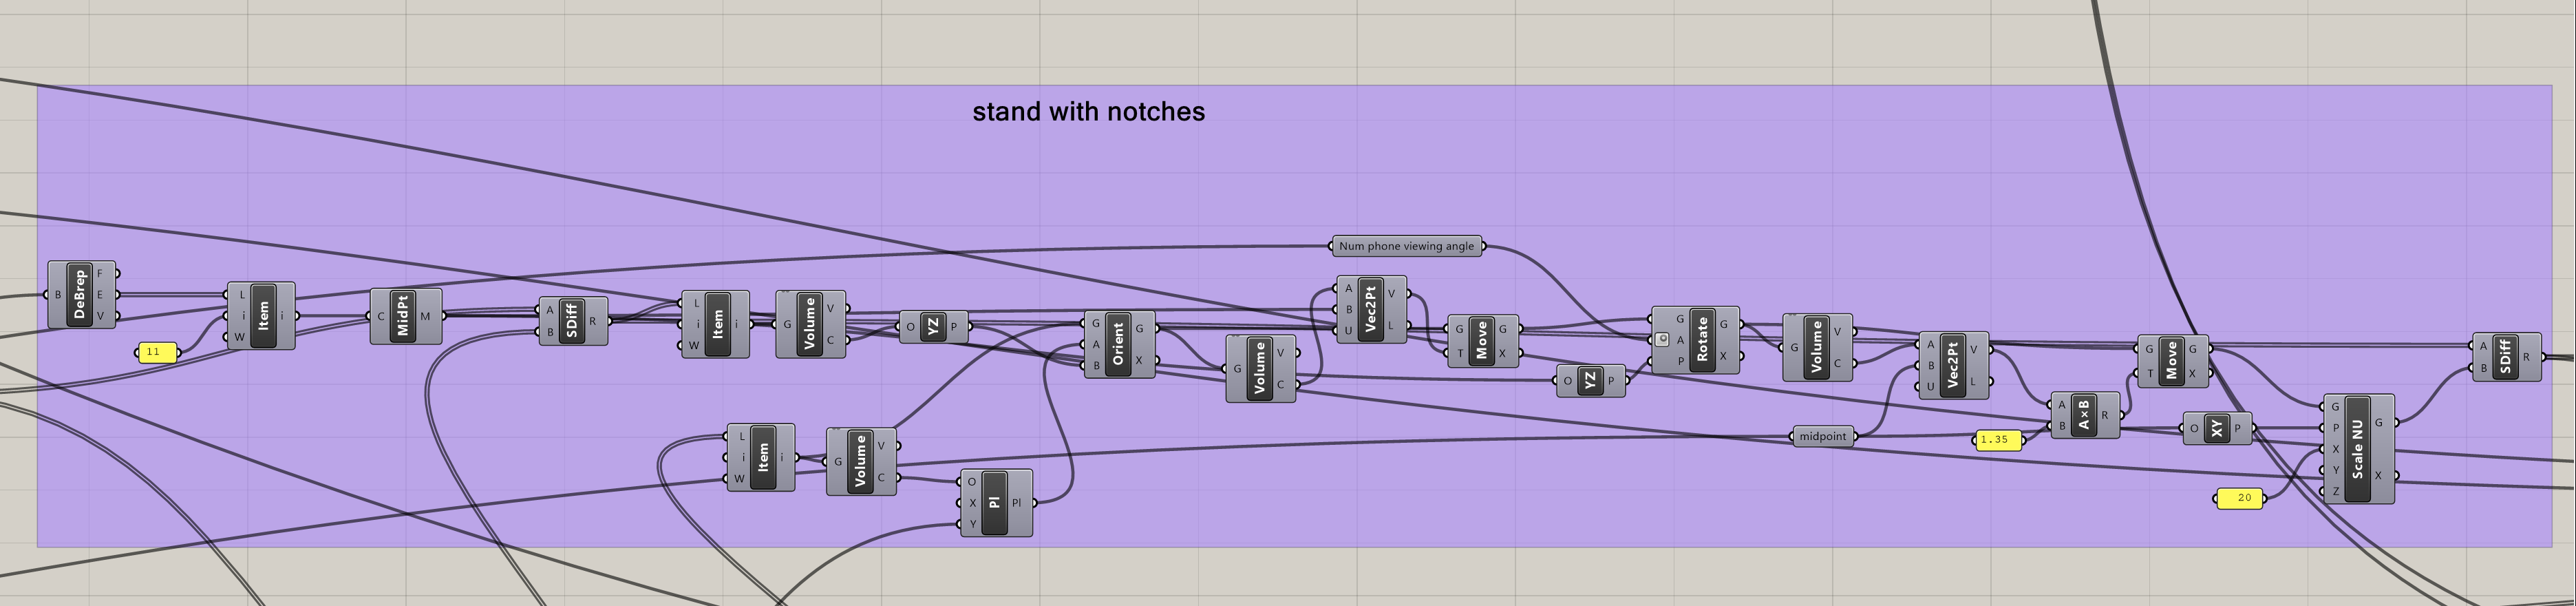 stand with notches
Num phone viewing angle
B DeBrep F E V
11
L i W Item i
C MidPt M
A B SDiff R
L i W Item i
G Volume V C
O YZ P
G A B Orient G X
G Volume V C
A B U Vec2Pt V L
G T Move G X
O YZ P
G A P Rotate G X
G Volume V C
A B U Vec2Pt V L
midpoint
1.35
A B A×B R
G T Move G X
O XY P
20
G P X Y Z Scale NU G X
A B SDiff R
L i W Item i
G Volume V C
O X Y Pl Pl